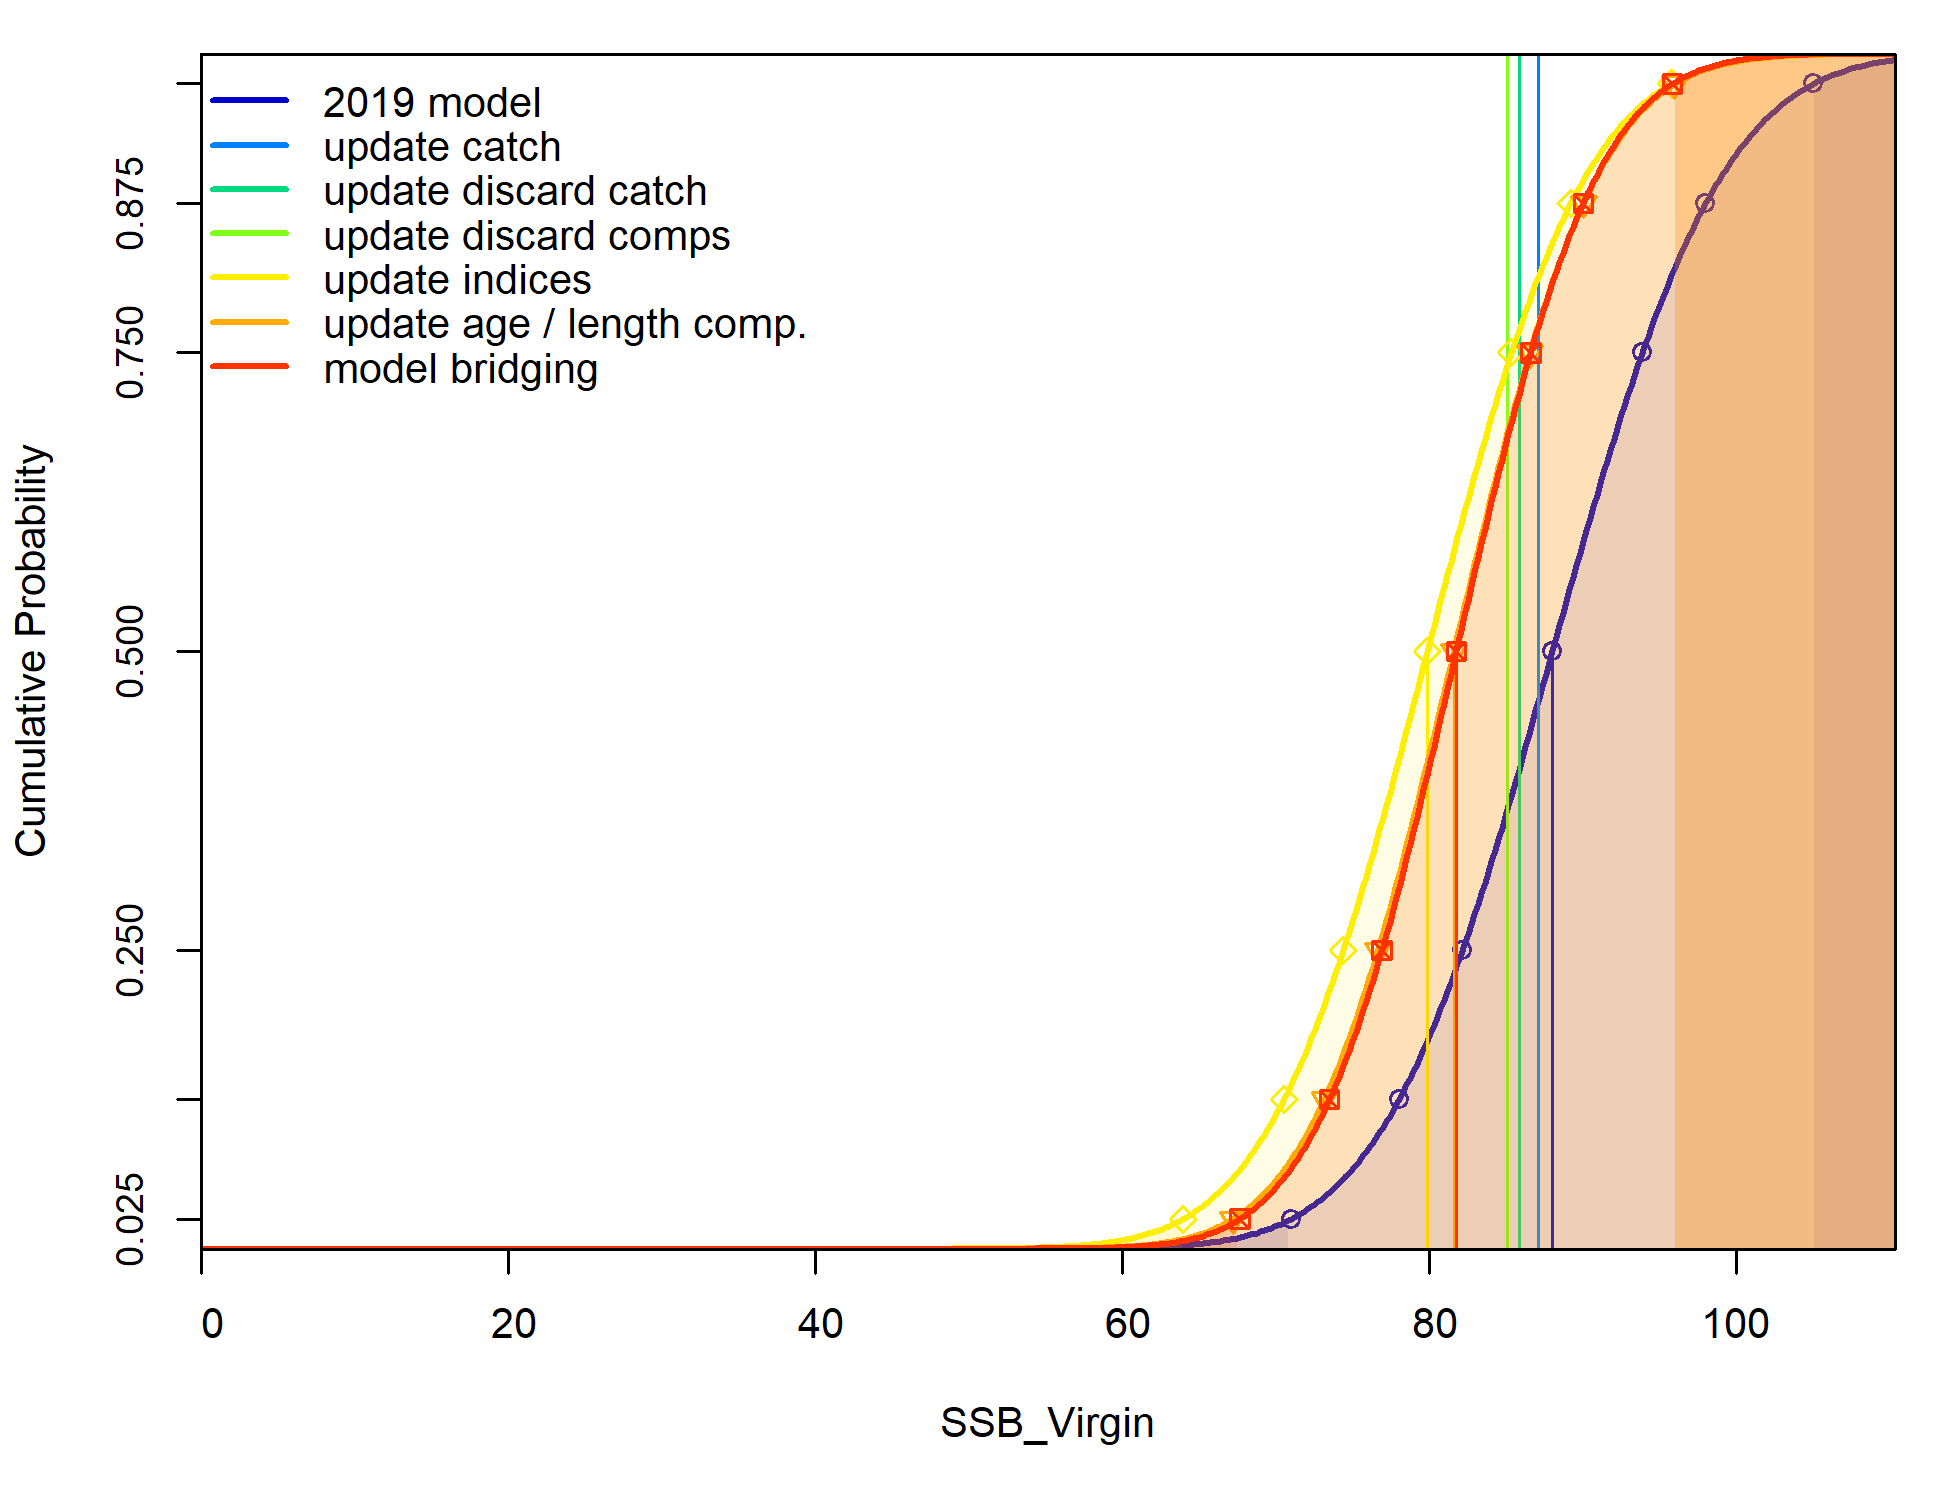 2019 model
update catch
update discard catch
update discard comps
update indices
update age / length comp.
model bridging
Cumulative Probability
0.875
0.750
0.500
0.250
0.025
0 20 40 60 80 100
SSB_Virgin